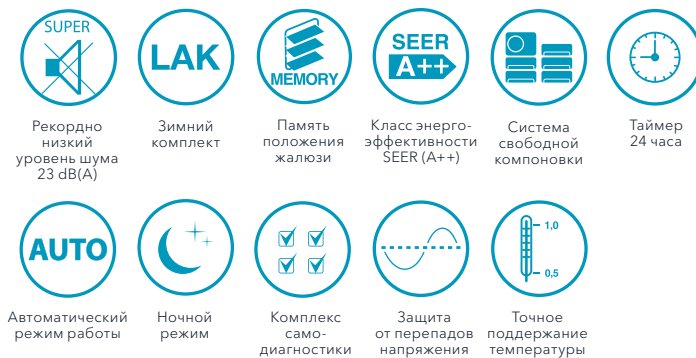 SUPER
LAK
MEMORY
SEER
A++
Рекордно
низкий
уровень шума
23 dB(A)
Зимний
комплект
Память
положения
жалюзи
Класс энерго-
эффективности
SEER (A++)
Система
свободной
компоновки
Таймер
24 часа
AUTO
1,0
0,5
Автоматический
режим работы
Ночной
режим
Комплекс
само-
диагностики
Защита
от перепадов
напряжения
Точное
поддержание
температуры